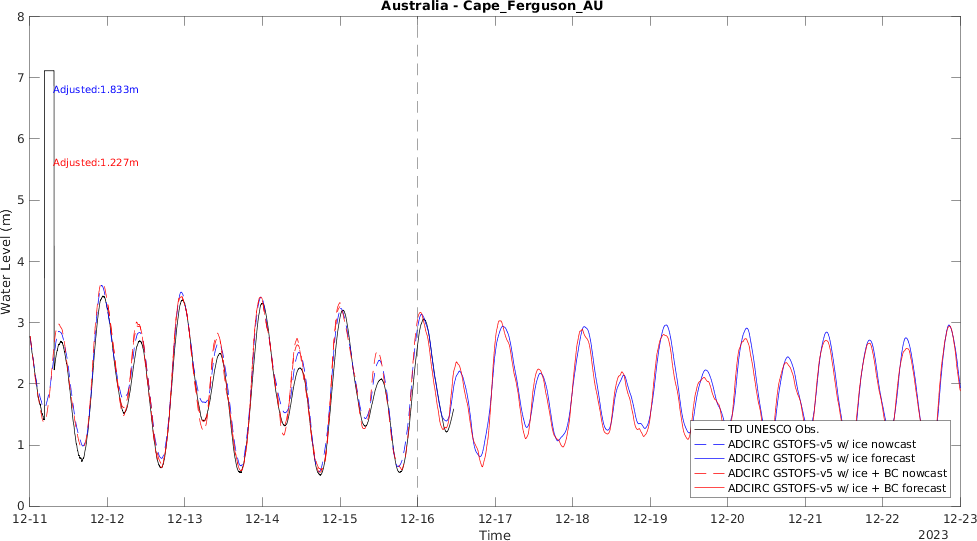 Australia - Cape_Ferguson_AU
8
7
6
5
4
3
2
1
0
Water Level (m)
Adjusted:1.833m
Adjusted:1.227m
TD UNESCO Obs.
ADCIRC GSTOFS-v5 w/ ice nowcast
ADCIRC GSTOFS-v5 w/ ice forecast
ADCIRC GSTOFS-v5 w/ ice + BC nowcast
ADCIRC GSTOFS-v5 w/ ice + BC forecast
12-11 12-12 12-13 12-14 12-15 12-16 12-17 12-18 12-19 12-20 12-21 12-22 12-23
Time
2023